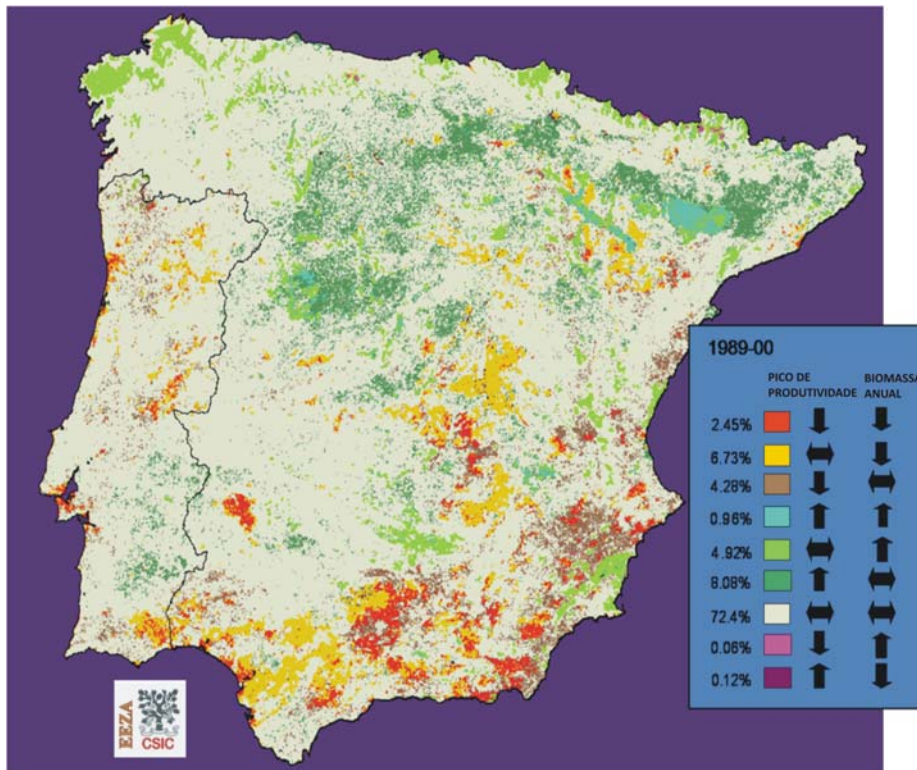 1989-00
PICO DE PRODUTIVIDADE
BIOMASSA ANUAL
2.45%
6.73%
4.28%
0.96%
4.92%
8.08%
72.4%
0.06%
0.12%
EEZA
CSIC